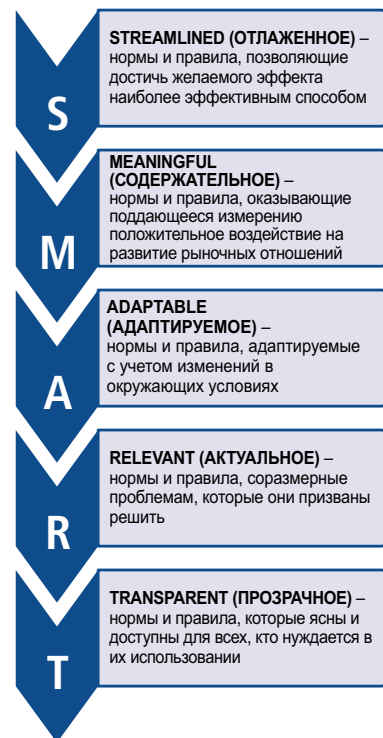 S
STREAMLINED (ОТЛАЖЕННОЕ) –
нормы и правила, позволяющие
достичь желаемого эффекта
наиболее эффективным способом
M
MEANINGFUL
(СОДЕРЖАТЕЛЬНОЕ) –
нормы и правила, оказывающие
поддающееся измерению
положительное воздействие на
развитие рыночных отношений
A
ADAPTABLE
(АДАПТИРУЕМОЕ) –
нормы и правила, адаптируемые
с учетом изменений в
окружающих условиях
R
RELEVANT (АКТУАЛЬНОЕ) –
нормы и правила, соразмерные
проблемам, которые они призваны
решить
T
TRANSPARENT (ПРОЗРАЧНОЕ) –
нормы и правила, которые ясны и
доступны для всех, кто нуждается в
их использовании